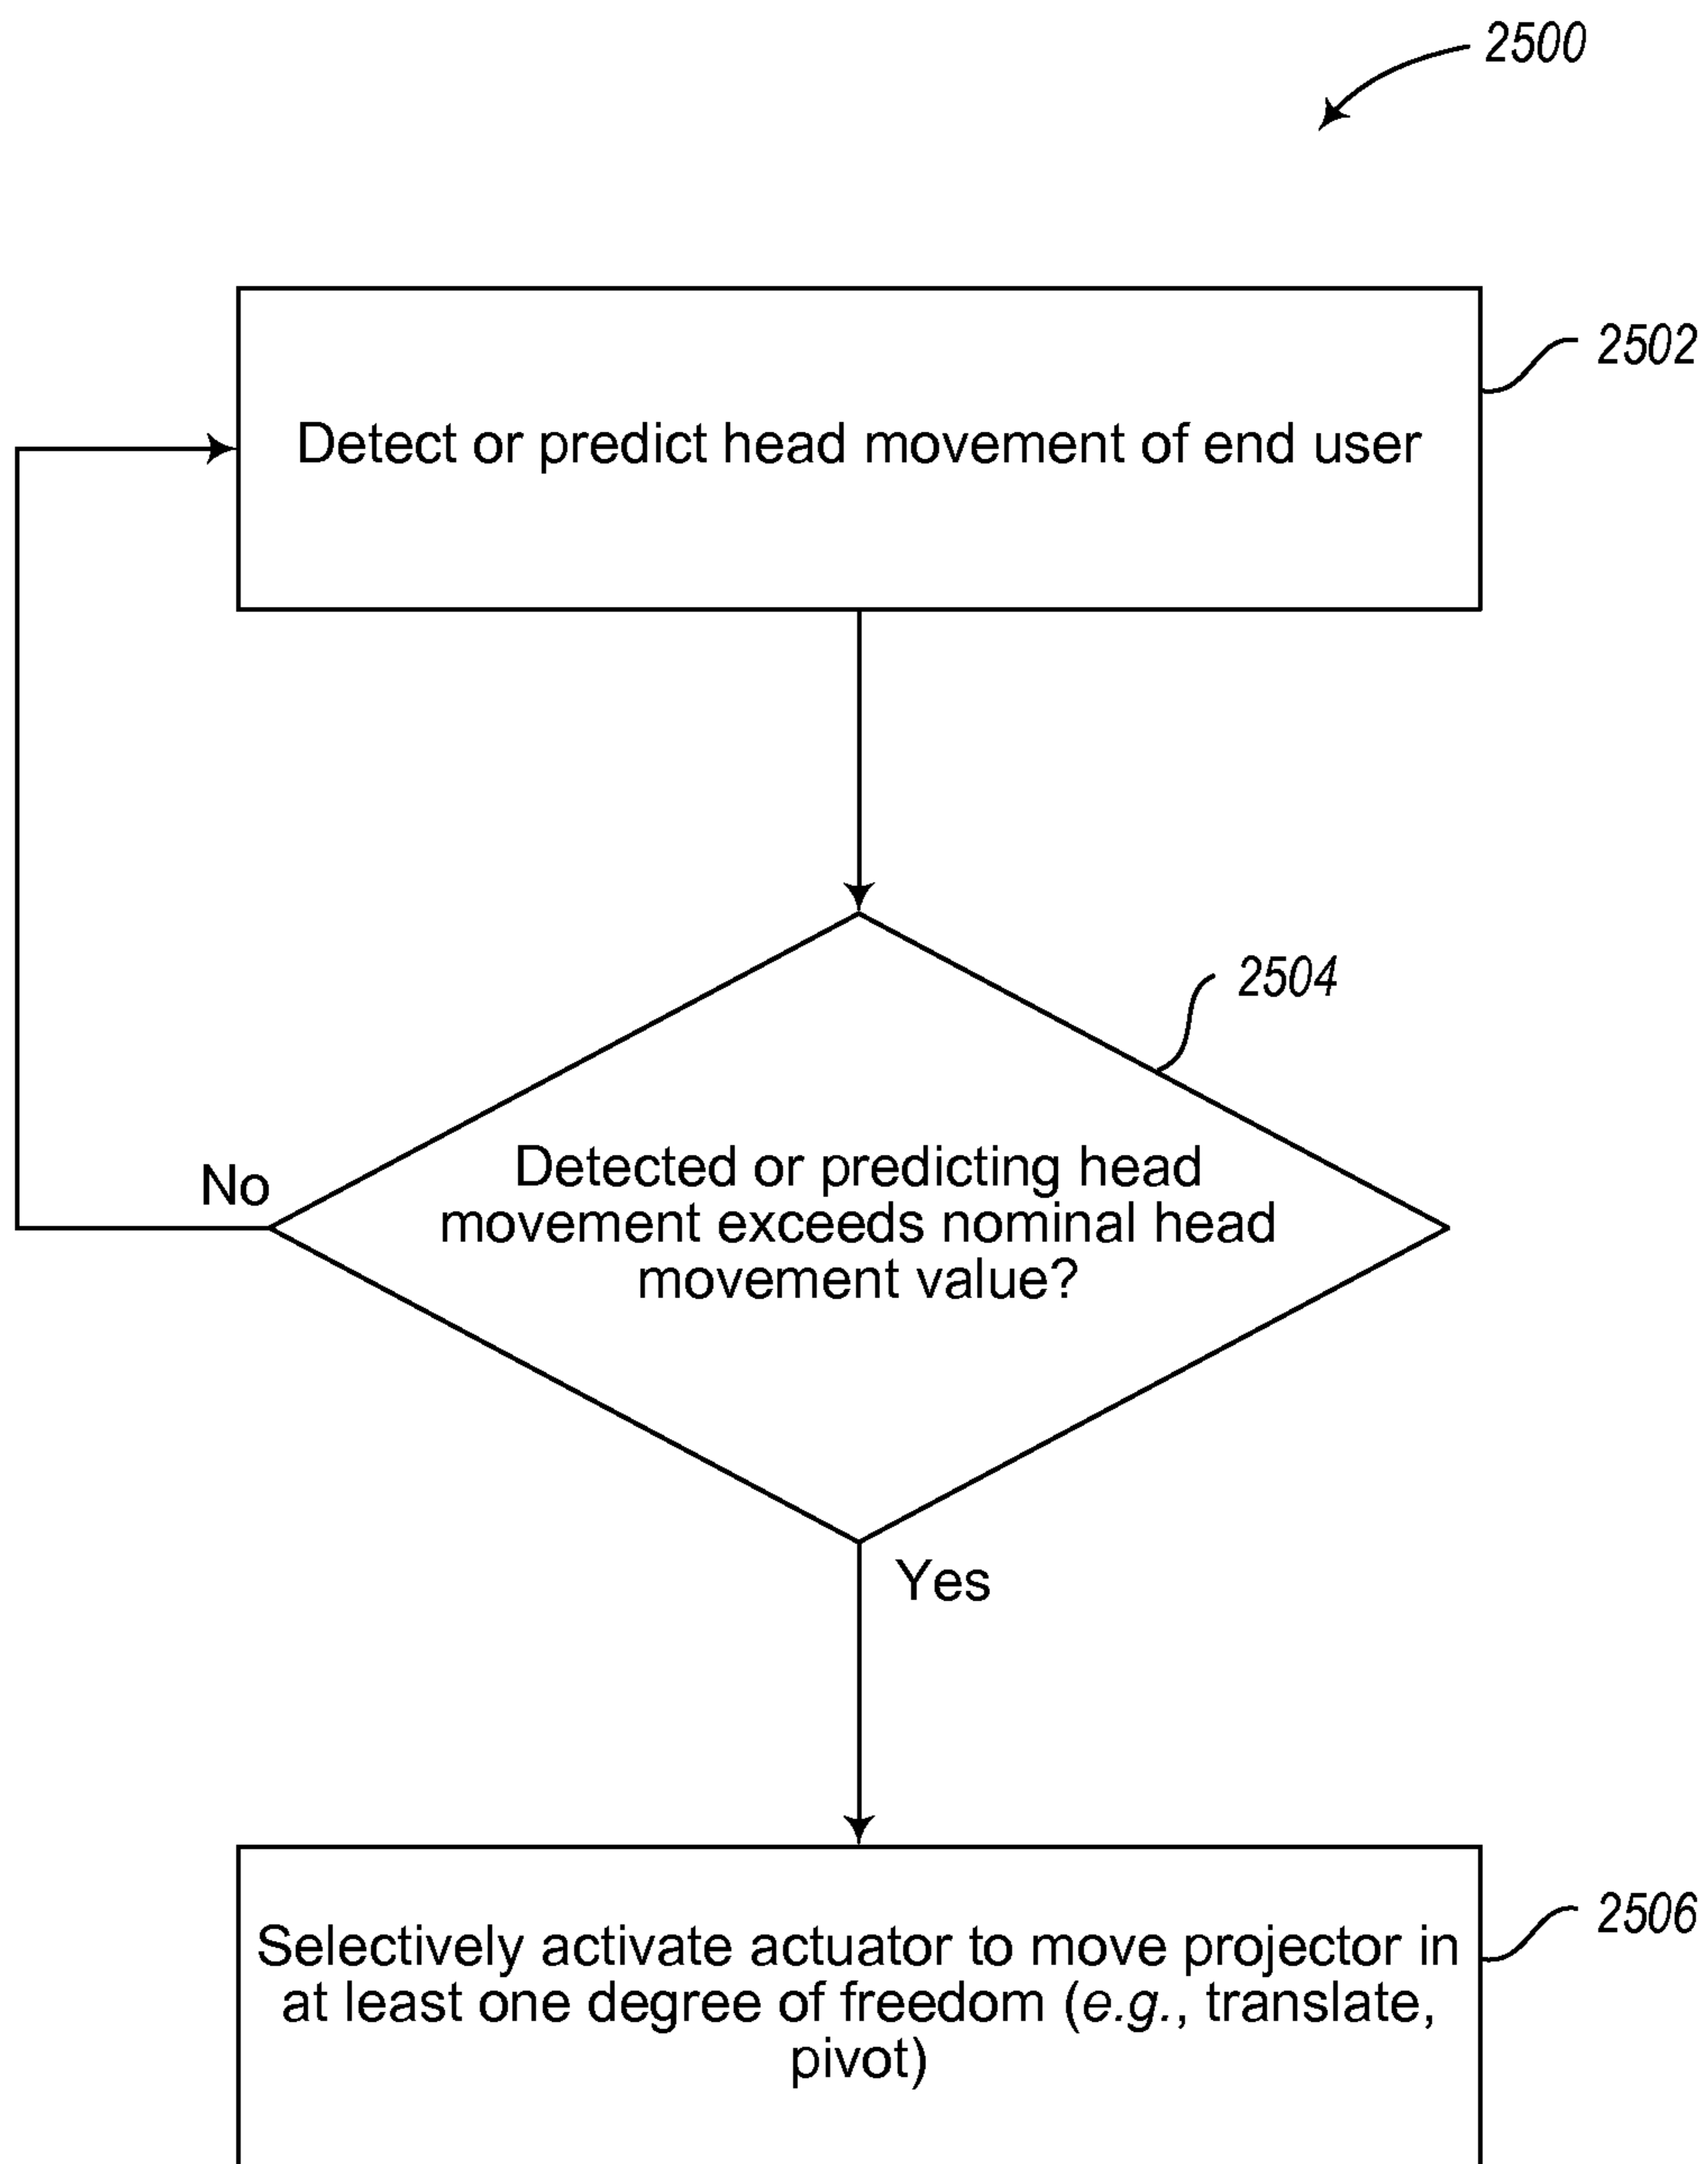 2500
2502
Detect or predict head movement of end user
2504
Detected or predicting head
movement exceeds nominal head
movement value?
No
Yes
2506
Selectively activate actuator to move projector in
at least one degree of freedom (e.g., translate,
pivot)